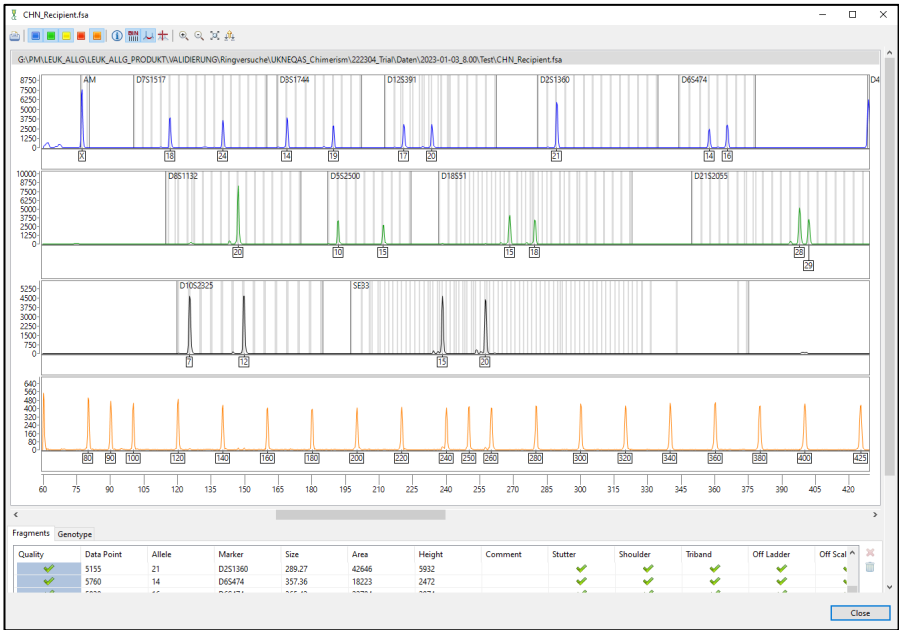 CHN_Recipient.fsa
BIN
G:\PM\LEUK_ALLG\LEUK_ALLG_PRODUKT\VALIDIERUNG\Ringversuche\UKNEQAS_Chimerism\222304_Trial\Daten\2023-01-03_8.00\Test\CHN_Recipient.fsa
AM D7S1517 D3S1744 D12S391 D2S1360 D6S474 D4
8750
7500
6250
5000
3750
2500
1250
0
X 18 24 14 19 17 20 21 14 16
D8S1132 D5S2500 D18S51 D21S2055
10000
8750
7500
6250
5000
3750
2500
1250
0
20 10 15 15 18 28
29
D10S2325 SE33
5250
4500
3750
3000
2250
1500
750
0
7 12 15 20
640
560
480
400
320
240
160
80
0
80 90 100 120 140 160 180 200 220 240 250 260 280 300 320 340 360 380 400 425
60 75 90 105 120 135 150 165 180 195 210 225 240 255 270 285 300 315 330 345 360 375 390 405 420
Fragments Genotype
Quality Data Point Allele Marker Size Area Height Comment Stutter Shoulder Triband Off Ladder Off Scal
5155 21 D2S1360 289.27 42646 5932
5760 14 D6S474 357.36 18223 2472
Close